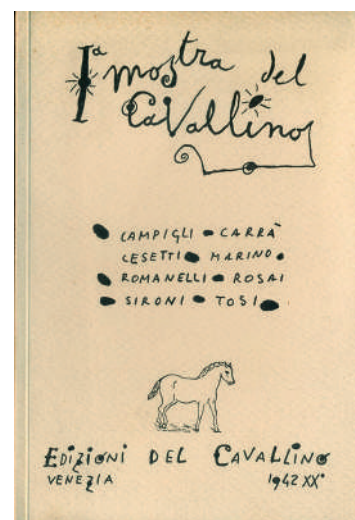 Iª mostra del
Cavallino
CAMPIGLI CARRÀ
CESETTI MARINO
ROMANELLI ROSAI
SIRONI TOSI
EDIZIONI DEL CAVALLINO
VENEZIA 1942 XX°